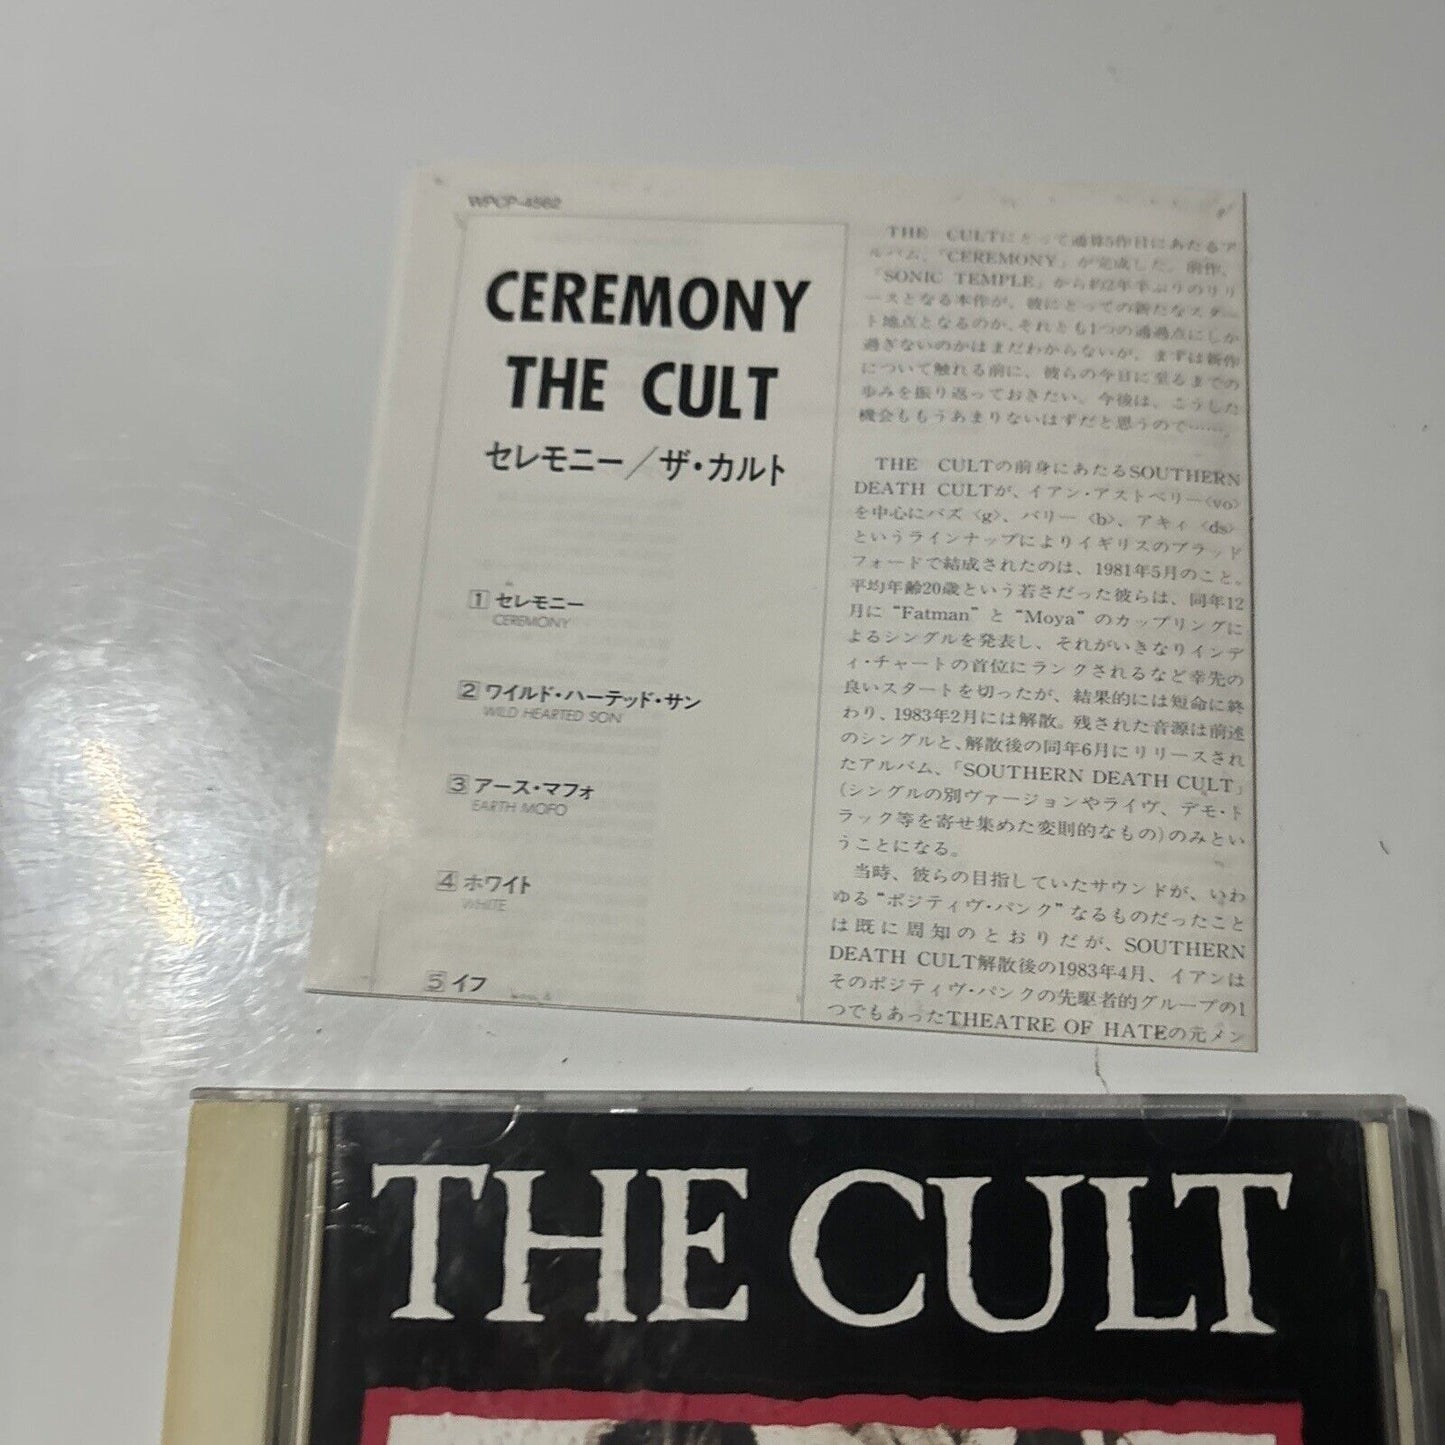 WPCP-4562
CEREMONY
THE CULT
セレモニー／ザ・カルト
1 セレモニー
CEREMONY
2 ワイルド・ハーテッド・サン
WILD HEARTED SON
3 アース・マフォ
EARTH MOFO
4 ホワイト
WHITE
5 イフ
THE CULTにとって通算5作目にあたるア
ルバム、「CEREMONY」が完成した。前作、
「SONIC TEMPLE」から約2年半ぶりのリリ
ースとなる本作が、彼にとっての新たなスター
ト地点となるのか、それとも1つの通過点にしか
過ぎないのかはまだわからないが、まずは新作
について触れる前に、彼らの今日に至るまでの
歩みを振り返っておきたい。今後は、こうした
機会ももうあまりないはずだと思うので……。
THE CULTの前身にあたるSOUTHERN
DEATH CULTが、イアン・アストベリー〈vo〉
を中心にバズ〈g〉、バリー〈b〉、アキィ〈ds〉
というラインナップによりイギリスのブラッド
フォードで結成されたのは、1981年5月のこと。
平均年齢20歳という若さだった彼らは、同年12
月に“Fatman”と“Moya”のカップリングに
よるシングルを発表し、それがいきなりインデ
ィ・チャートの首位にランクされるなど幸先の
良いスタートを切ったが、結果的には短命に終
わり、1983年2月には解散。残された音源は前述
のシングルと、解散後の同年6月にリリースされ
たアルバム、「SOUTHERN DEATH CULT」
(シングルの別ヴァージョンやライヴ、デモ・ト
ラック等を寄せ集めた変則的なもの)のみとい
うことになる。
当時、彼らの目指していたサウンドが、いわ
ゆる“ポジティヴ・パンク”なるものだったこと
は既に周知のとおりだが、SOUTHERN
DEATH CULT解散後の1983年4月、イアンは
そのポジティヴ・パンクの先駆者的グループの1
つでもあったTHEATRE OF HATEの元メン
THE CULT